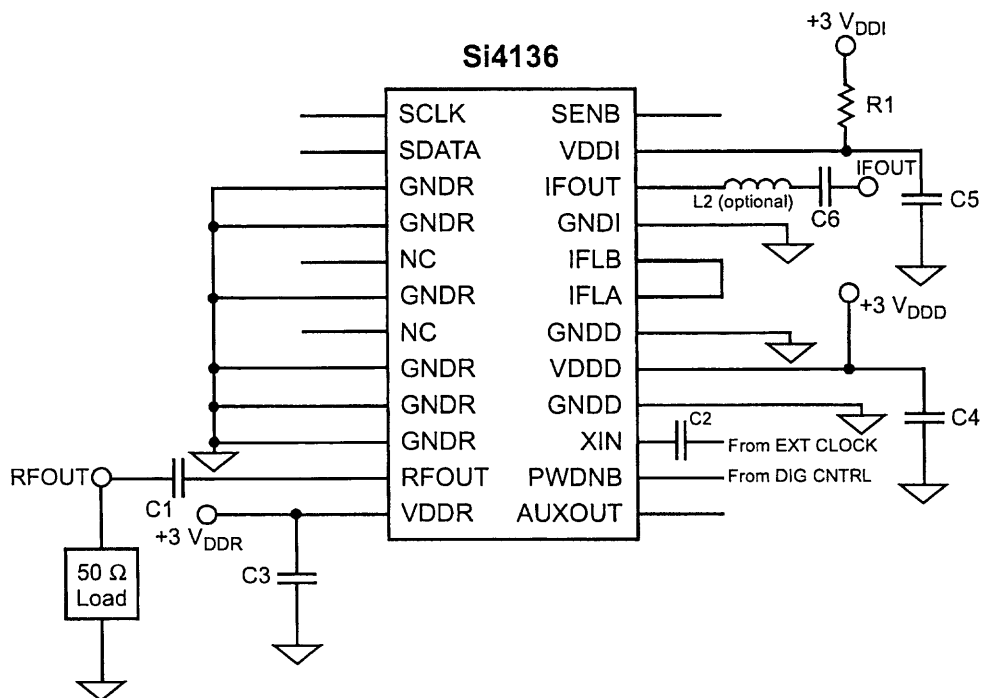 +3 VDDI
Si4136
R1
SCLK
SENB
SDATA
VDDI
GNDR
IFOUT
IFOUT
L2 (optional)
C6
C5
GNDR
GNDI
NC
IFLB
GNDR
IFLA
+3 VDDD
NC
GNDD
GNDR
VDDD
GNDR
GNDD
C2
C4
GNDR
XIN
From EXT CLOCK
RFOUT
C1
RFOUT
PWDNB
From DIG CNTRL
+3 VDDR
VDDR
AUXOUT
C3
50 Ω
Load